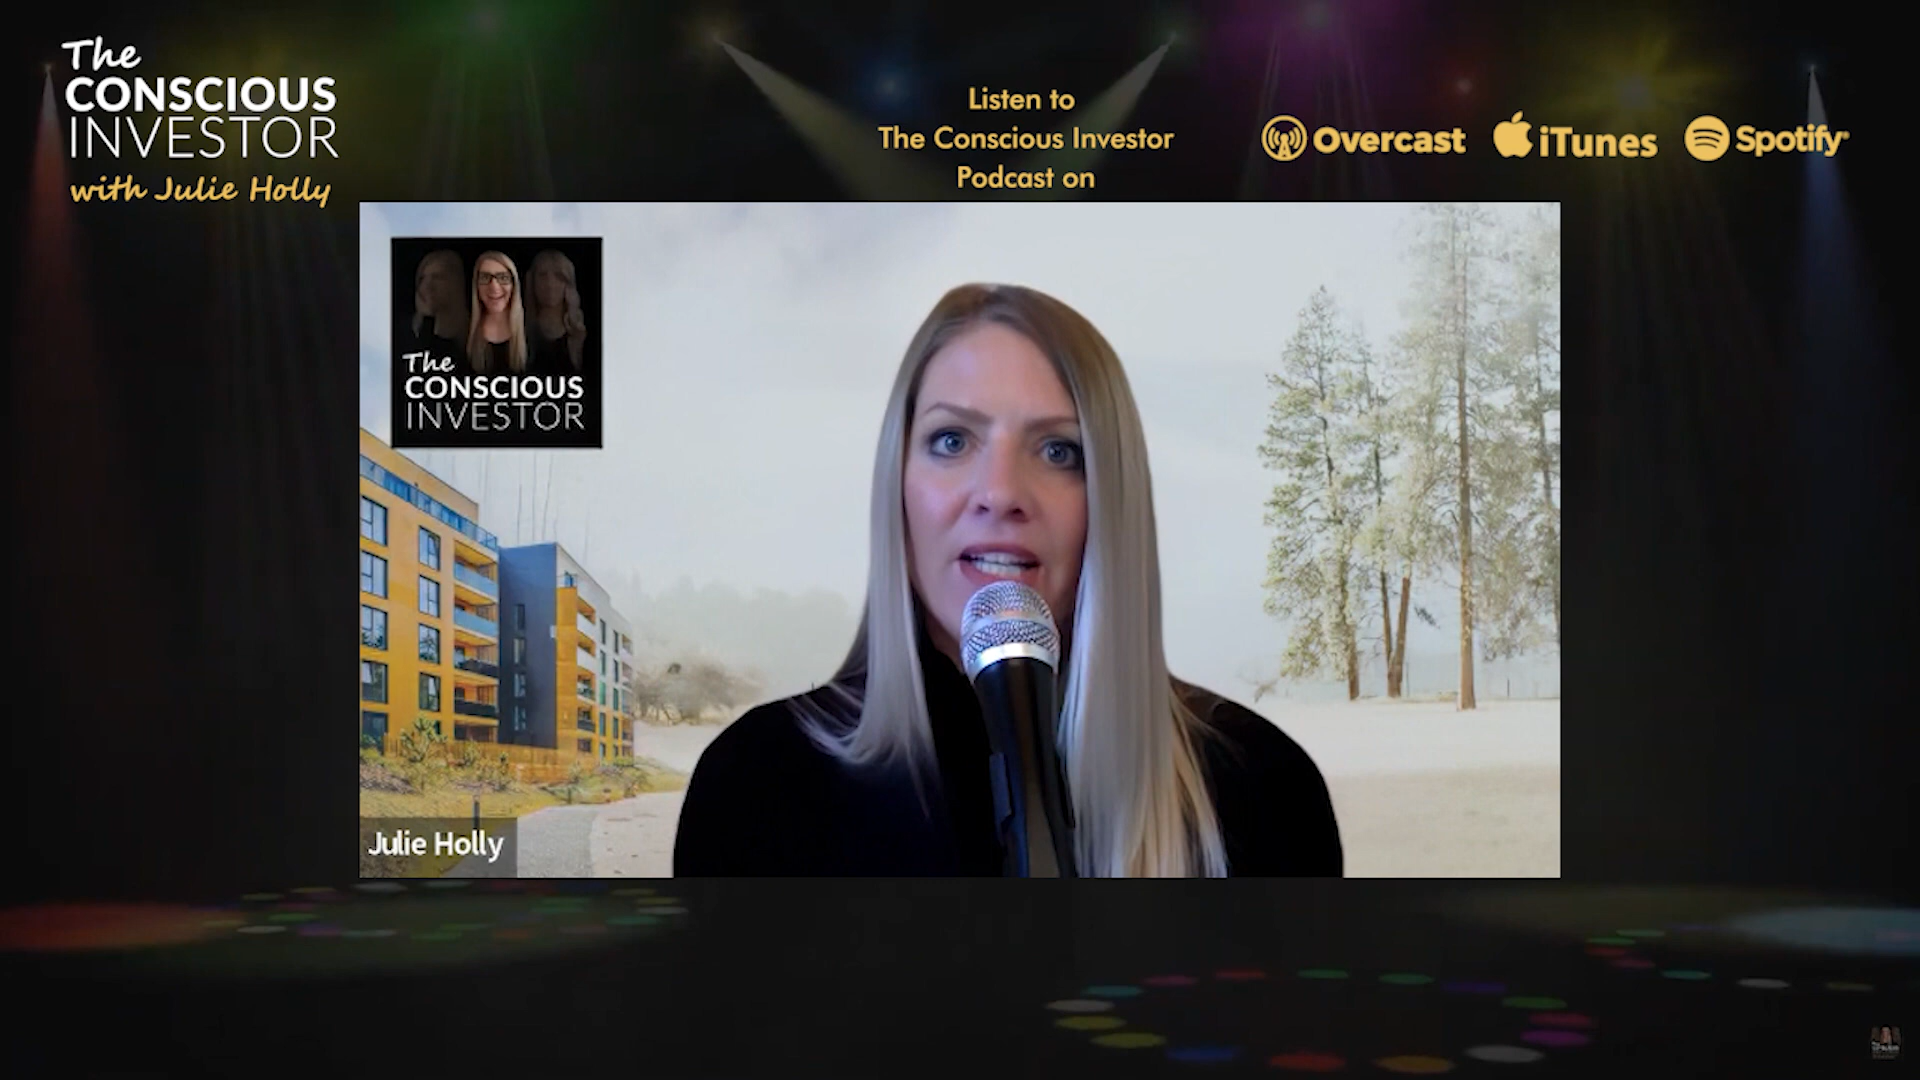 The
CONSCIOUS
INVESTOR
with Julie Holly
Listen to
The Conscious Investor
Podcast on
Overcast
iTunes
Spotify
The
CONSCIOUS
INVESTOR
Julie Holly